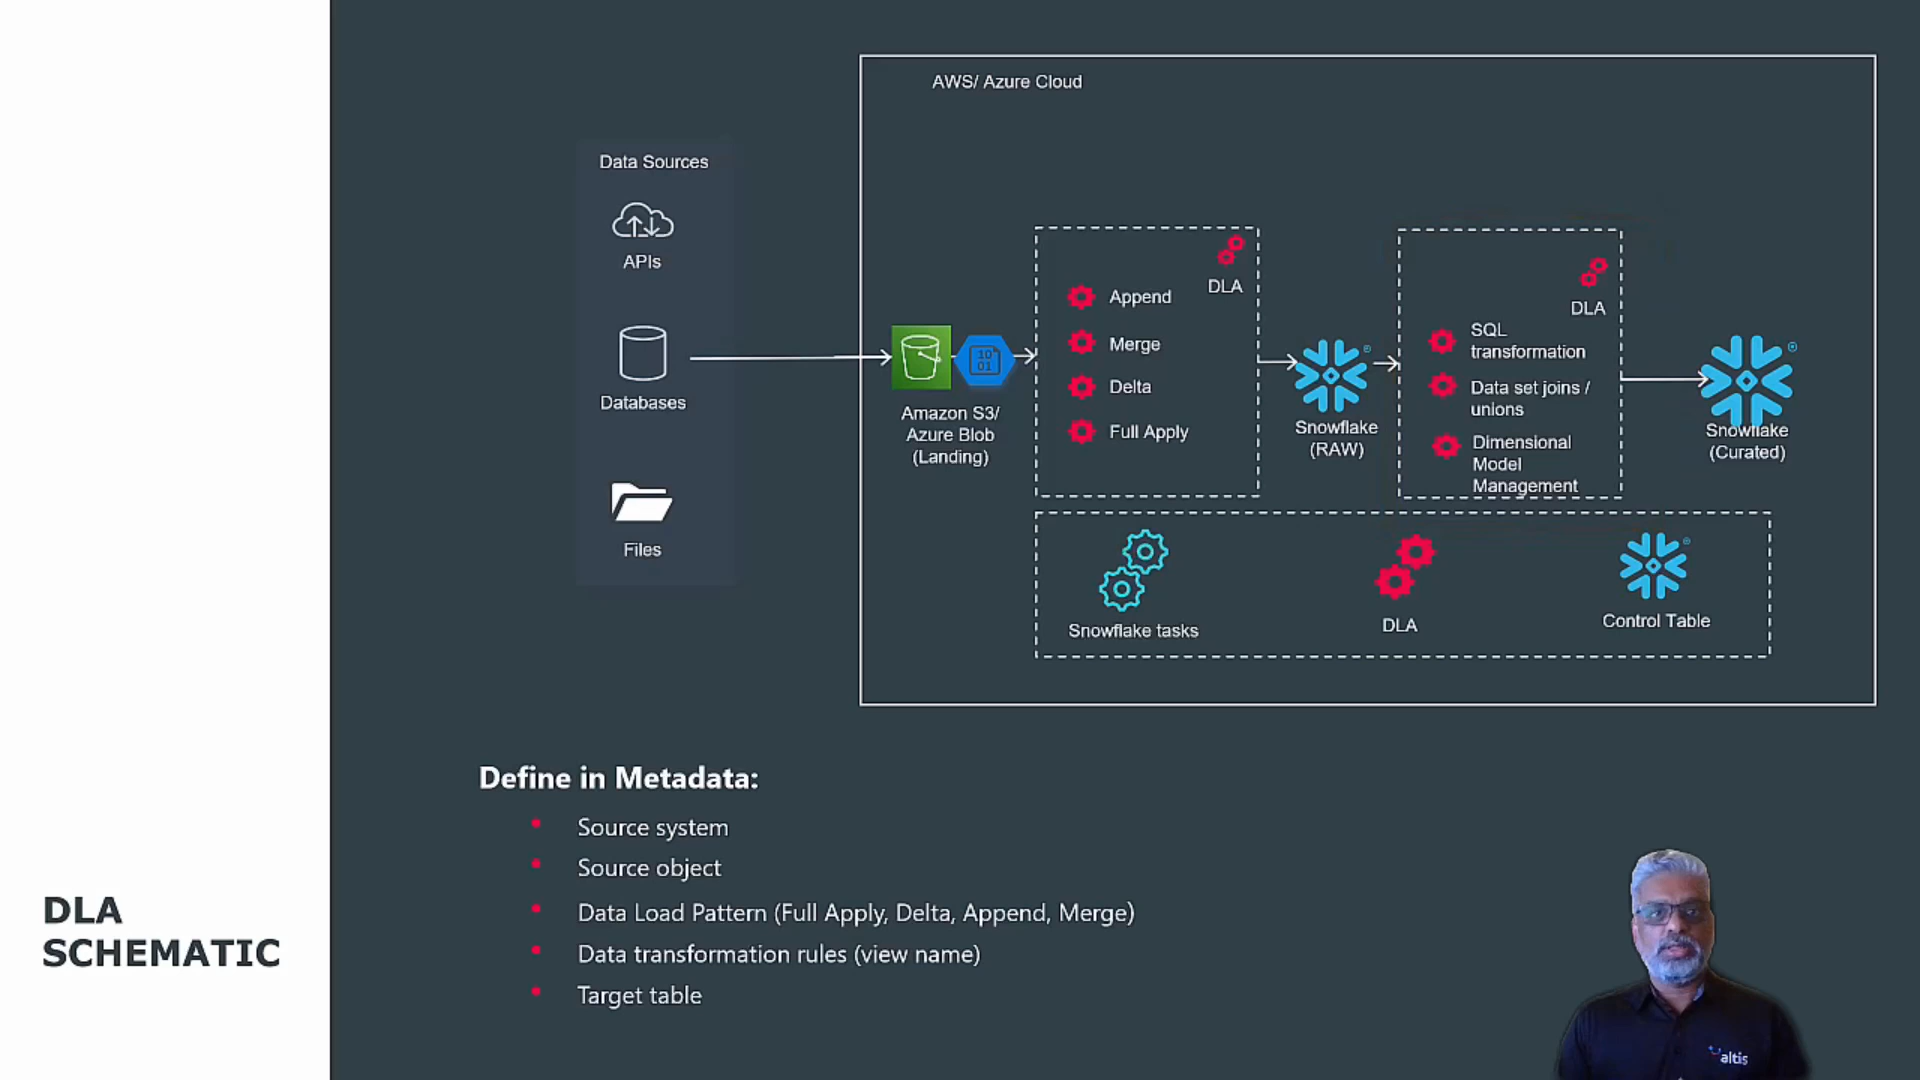 AWS/ Azure Cloud
Data Sources
APIs
Databases
Files
Amazon S3/
Azure Blob
(Landing)
10
01
DLA
Append
Merge
Delta
Full Apply
Snowflake
(RAW)
DLA
SQL
transformation
Data set joins /
unions
Dimensional
Model
Management
Snowflake
(Curated)
Snowflake tasks
DLA
Control Table
Define in Metadata:
Source system
Source object
Data Load Pattern (Full Apply, Delta, Append, Merge)
Data transformation rules (view name)
Target table
DLA
SCHEMATIC
altis